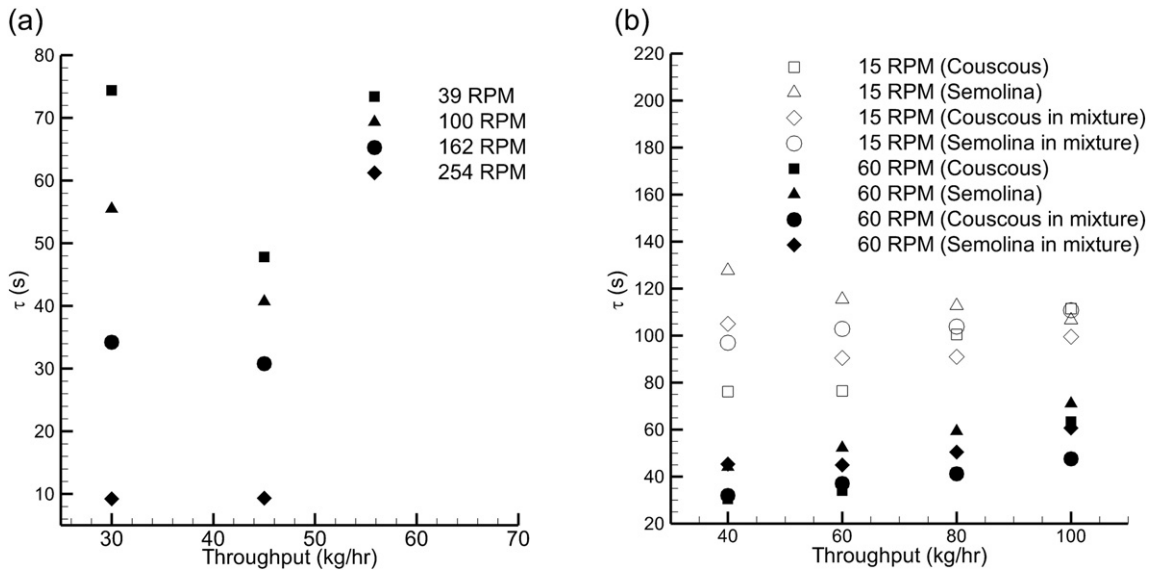 (a)
80
70
60
50
40
30
20
10
τ (s)
30
40
50
60
70
Throughput (kg/hr)
39 RPM
100 RPM
162 RPM
254 RPM
(b)
220
200
180
160
140
120
100
80
60
40
20
τ (s)
40
60
80
100
Throughput (kg/hr)
15 RPM (Couscous)
15 RPM (Semolina)
15 RPM (Couscous in mixture)
15 RPM (Semolina in mixture)
60 RPM (Couscous)
60 RPM (Semolina)
60 RPM (Couscous in mixture)
60 RPM (Semolina in mixture)